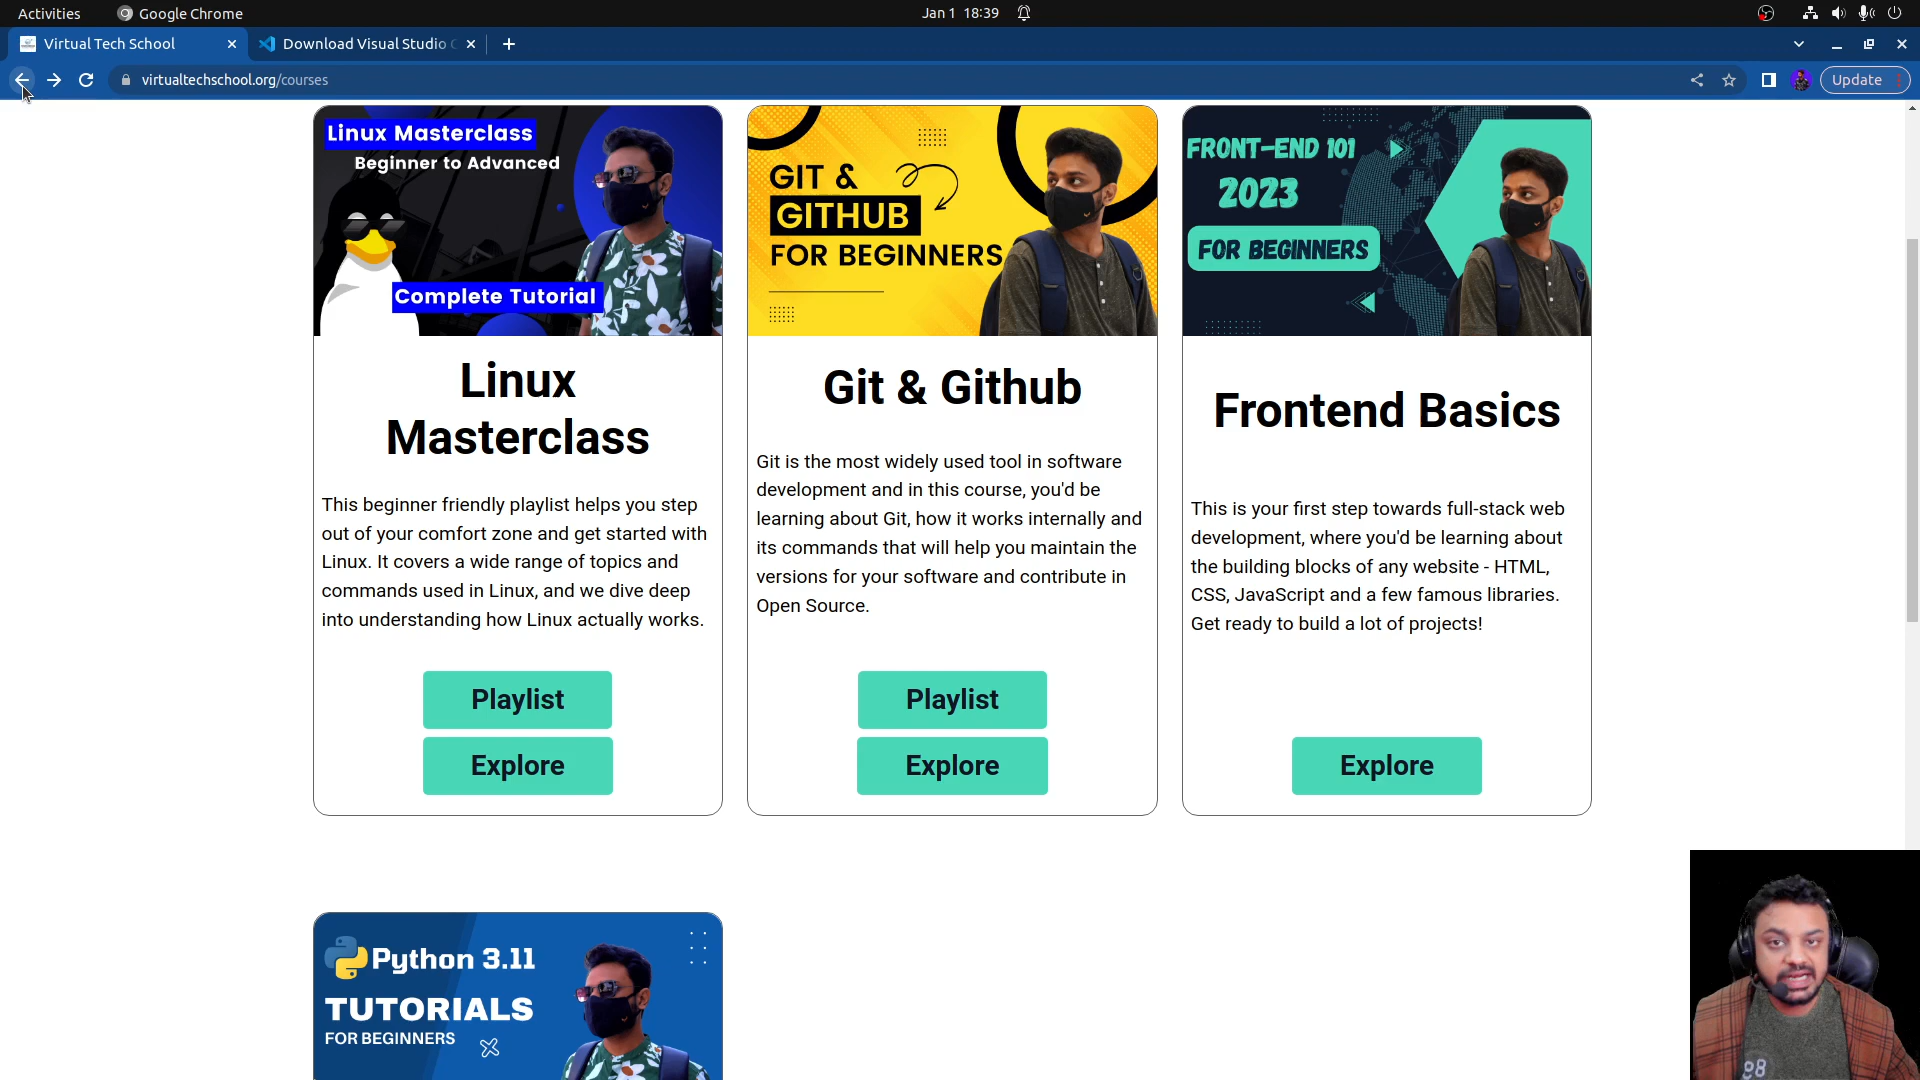 Activities
Google Chrome
Jan 1 18:39
Virtual Tech School
Download Visual Studio C
virtualtechschool.org/courses
Update
Linux Masterclass
Beginner to Advanced
Complete Tutorial
Linux
Masterclass
This beginner friendly playlist helps you step
out of your comfort zone and get started with
Linux. It covers a wide range of topics and
commands used in Linux, and we dive deep
into understanding how Linux actually works.
Playlist
Explore
GIT &
GITHUB
FOR BEGINNERS
Git & Github
Git is the most widely used tool in software
development and in this course, you'd be
learning about Git, how it works internally and
its commands that will help you maintain the
versions for your software and contribute in
Open Source.
Playlist
Explore
FRONT-END 101
2023
FOR BEGINNERS
Frontend Basics
This is your first step towards full-stack web
development, where you'd be learning about
the building blocks of any website - HTML,
CSS, JavaScript and a few famous libraries.
Get ready to build a lot of projects!
Explore
Python 3.11
TUTORIALS
FOR BEGINNERS
98